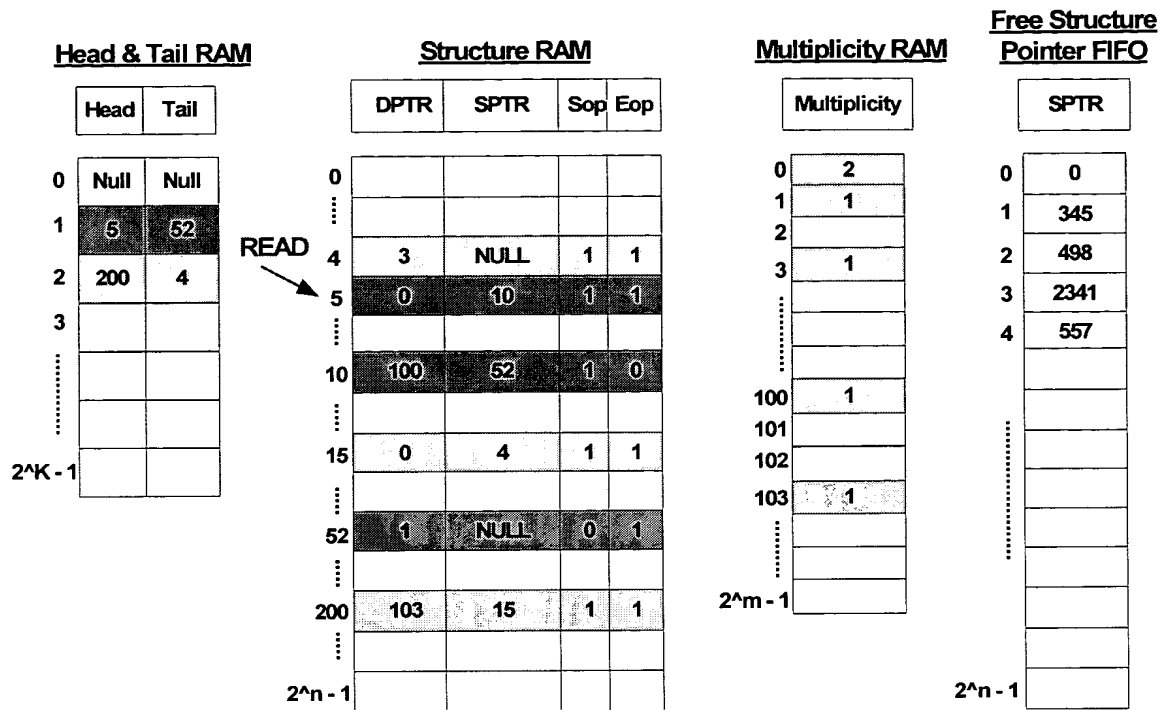 Free Structure
Head & Tail RAM Structure RAM Multiplicity RAM Pointer FIFO
Head Tail DPTR SPTR Sop Eop Multiplicity SPTR
0 Null Null 0 0 2 0 0
1 5 52 1 1 1 345
READ 2 2 498
2 200 4 4 3 NULL 1 1 3 1 3 2341
3 5 0 10 1 1 4 557
10 100 52 1 0 100 1
101
15 0 4 1 1 102
2^K - 1 103 1
52 1 NULL 0 1
200 103 15 1 1 2^m - 1
2^n - 1 2^n - 1